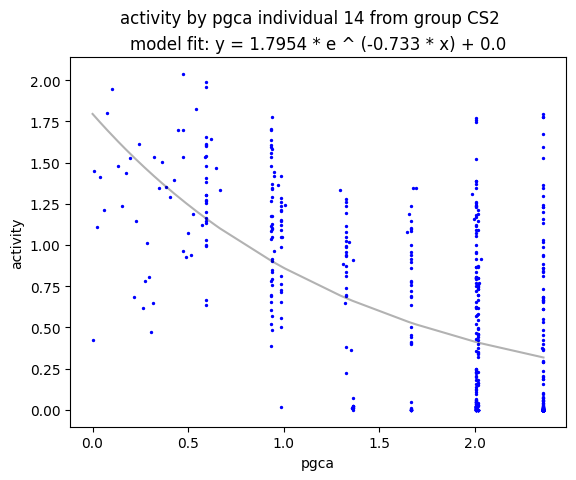 activity by pgca individual 14 from group CS2
model fit: y = 1.7954 * e ^ (-0.733 * x) + 0.0
2.00
1.75
1.50
1.25
1.00
0.75
0.50
0.25
0.00
activity
0.0 0.5 1.0 1.5 2.0
pgca